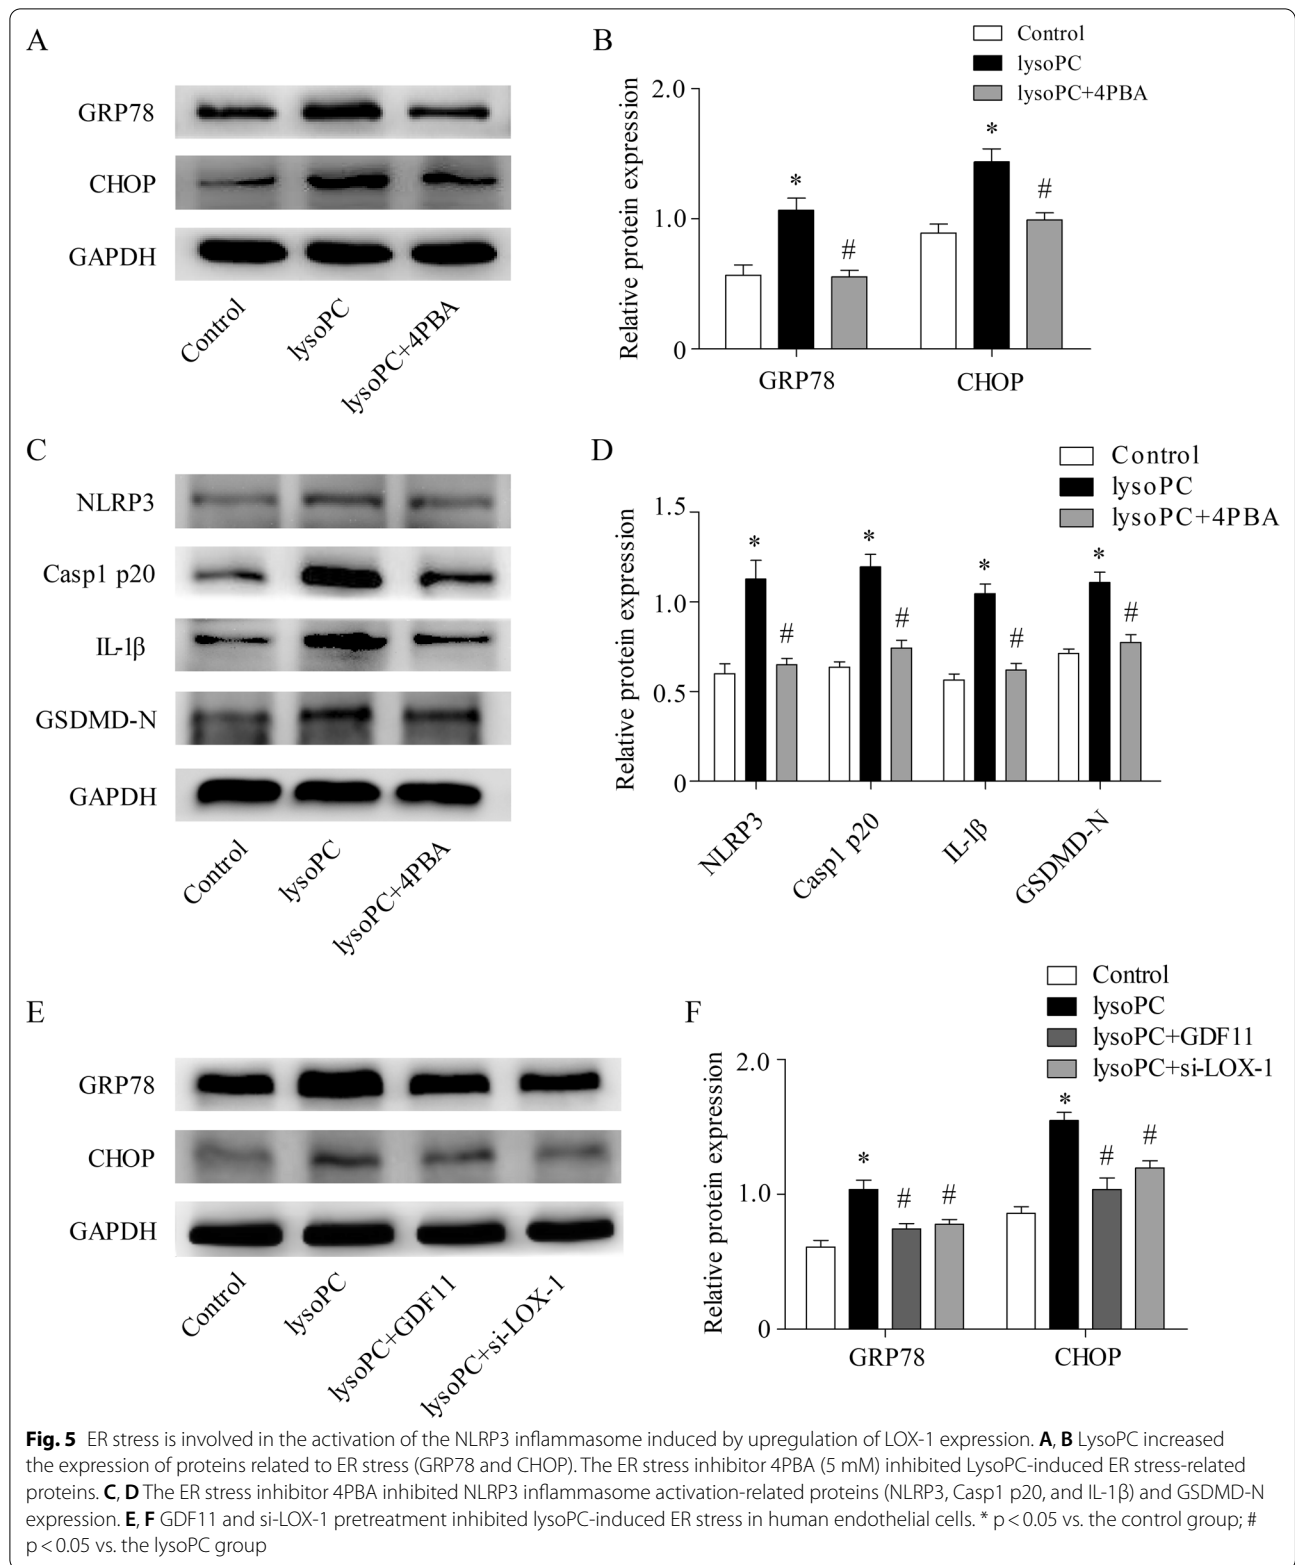 A
GRP78
CHOP
GAPDH
Control
lysoPC
lysoPC+4PBA
B
Control
lysoPC
lysoPC+4PBA
Relative protein expression
2.0
1.0
0
*
#
*
#
GRP78
CHOP
C
NLRP3
Casp1 p20
IL-1β
GSDMD-N
GAPDH
Control
lysoPC
lysoPC+4PBA
D
Control
lysoPC
lysoPC+4PBA
Relative protein expression
1.5
1.0
0.5
0
*
#
*
#
*
#
*
#
NLRP3
Casp1 p20
IL-1β
GSDMD-N
E
GRP78
CHOP
GAPDH
Control
lysoPC
lysoPC+GDF11
lysoPC+si-LOX-1
F
Control
lysoPC
lysoPC+GDF11
lysoPC+si-LOX-1
Relative protein expression
2.0
1.0
0
*
#
#
*
#
#
GRP78
CHOP
Fig. 5 ER stress is involved in the activation of the NLRP3 inflammasome induced by upregulation of LOX-1 expression. A, B LysoPC increased
the expression of proteins related to ER stress (GRP78 and CHOP). The ER stress inhibitor 4PBA (5 mM) inhibited LysoPC-induced ER stress-related
proteins. C, D The ER stress inhibitor 4PBA inhibited NLRP3 inflammasome activation-related proteins (NLRP3, Casp1 p20, and IL-1β) and GSDMD-N
expression. E, F GDF11 and si-LOX-1 pretreatment inhibited lysoPC-induced ER stress in human endothelial cells. * p < 0.05 vs. the control group; #
p < 0.05 vs. the lysoPC group